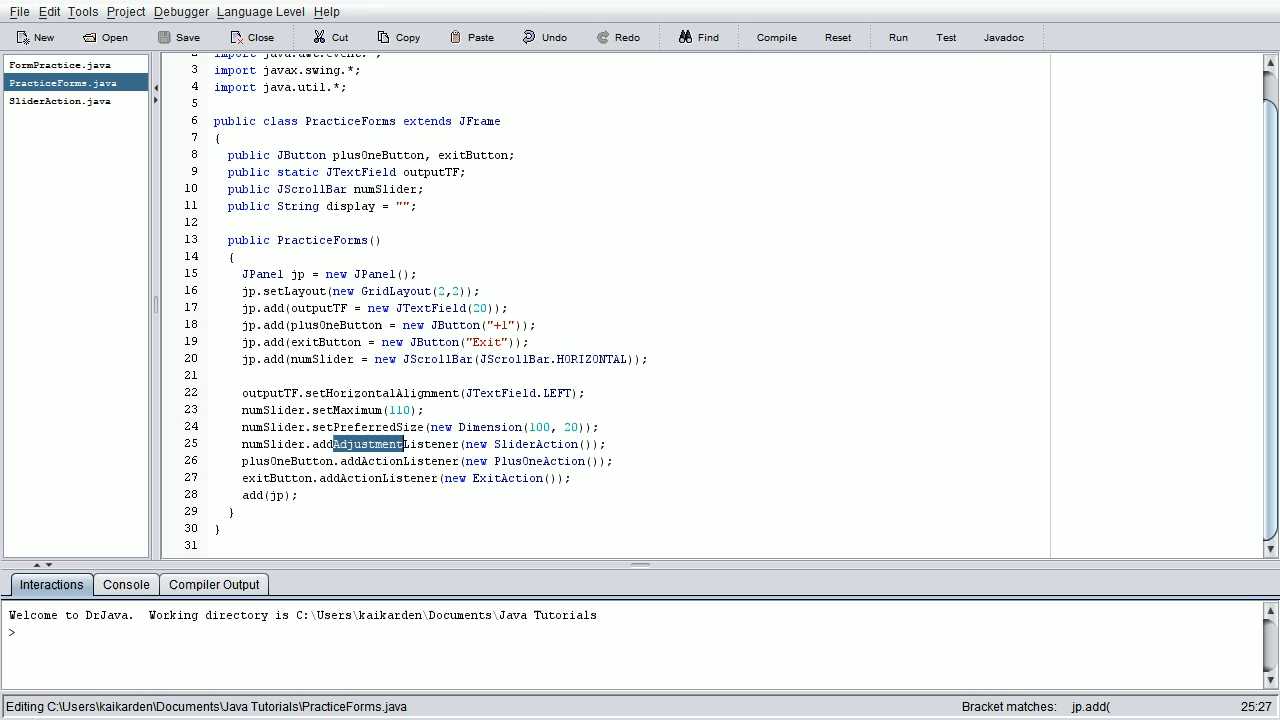 File Edit Tools Project Debugger Language Level Help
New Open Save Close Cut Copy Paste Undo Redo Find Compile Reset Run Test Javadoc
FormPractice.java
PracticeForms.java
SliderAction.java
2 import java.awt.event.*;
3 import javax.swing.*;
4 import java.util.*;
5
6 public class PracticeForms extends JFrame
7 {
8 public JButton plusOneButton, exitButton;
9 public static JTextField outputTF;
10 public JScrollBar numSlider;
11 public String display = "";
12
13 public PracticeForms()
14 {
15 JPanel jp = new JPanel();
16 jp.setLayout(new GridLayout(2,2));
17 jp.add(outputTF = new JTextField(20));
18 jp.add(plusOneButton = new JButton("+1"));
19 jp.add(exitButton = new JButton("Exit"));
20 jp.add(numSlider = new JScrollBar(JScrollBar.HORIZONTAL));
21
22 outputTF.setHorizontalAlignment(JTextField.LEFT);
23 numSlider.setMaximum(110);
24 numSlider.setPreferredSize(new Dimension(100, 20));
25 numSlider.addAdjustmentListener(new SliderAction());
26 plusOneButton.addActionListener(new PlusOneAction());
27 exitButton.addActionListener(new ExitAction());
28 add(jp);
29 }
30 }
31
Interactions Console Compiler Output
Welcome to DrJava. Working directory is C:\Users\kaikarden\Documents\Java Tutorials
>
Editing C:\Users\kaikarden\Documents\Java Tutorials\PracticeForms.java Bracket matches: jp.add( 25:27